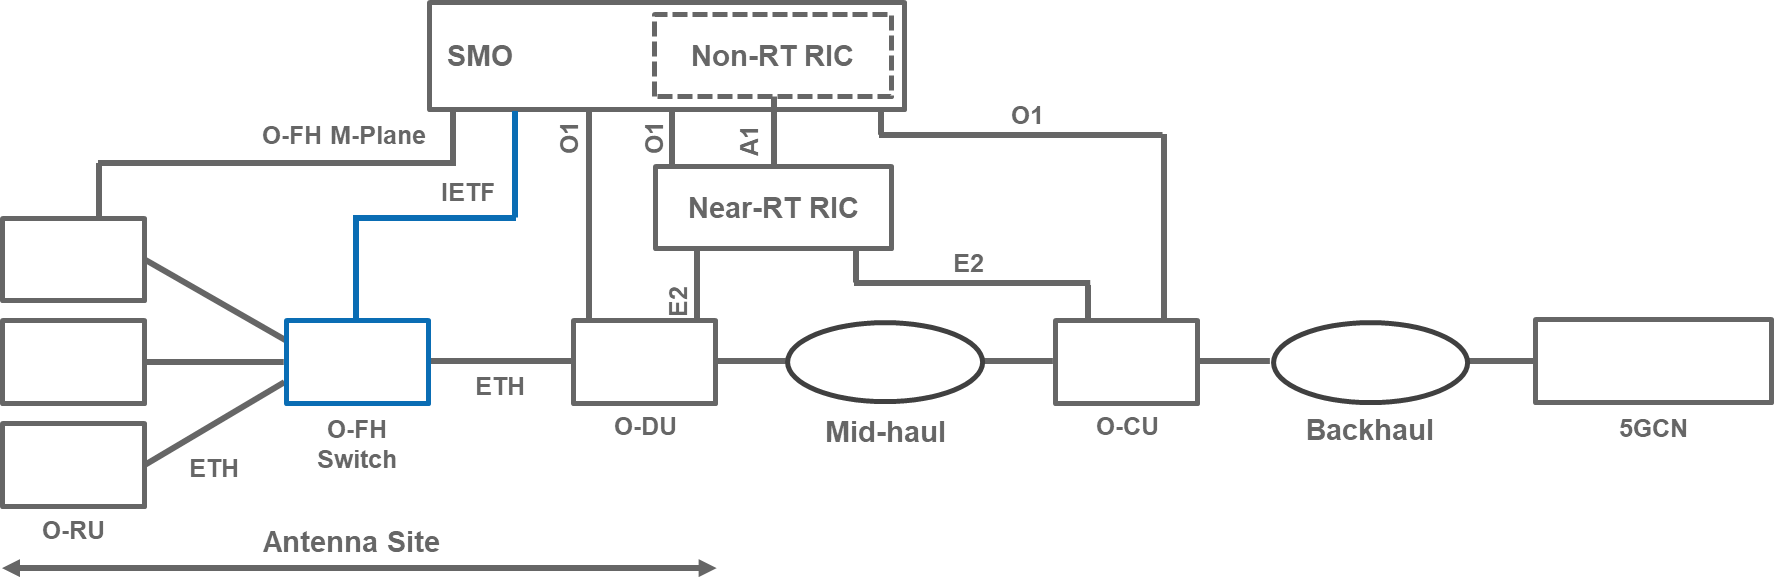 SMO
Non-RT RIC
O-FH M-Plane
O1
O1
A1
O1
IETF
Near-RT RIC
E2
E2
ETH
O-FH
Switch
O-DU
Mid-haul
O-CU
Backhaul
5GCN
ETH
O-RU
Antenna Site